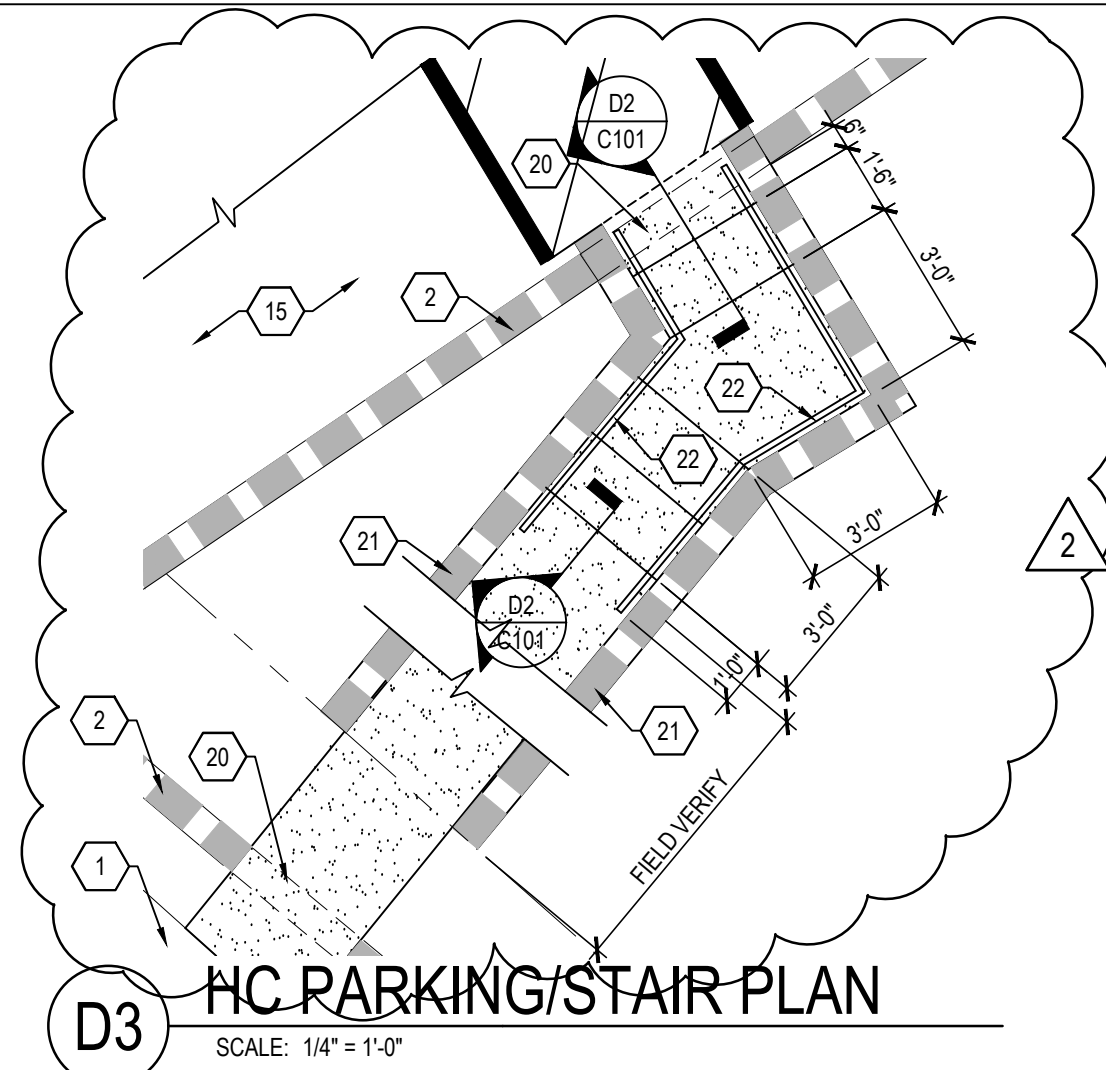 D2
C101
20
6"
1'-6"
3'-0"
15
2
22
22
3'-0"
21
2
D2
C101
3'-0"
1'-0"
21
2
20
FIELD VERIFY
1
HC PARKING/STAIR PLAN
D3
SCALE: 1/4" = 1'-0"